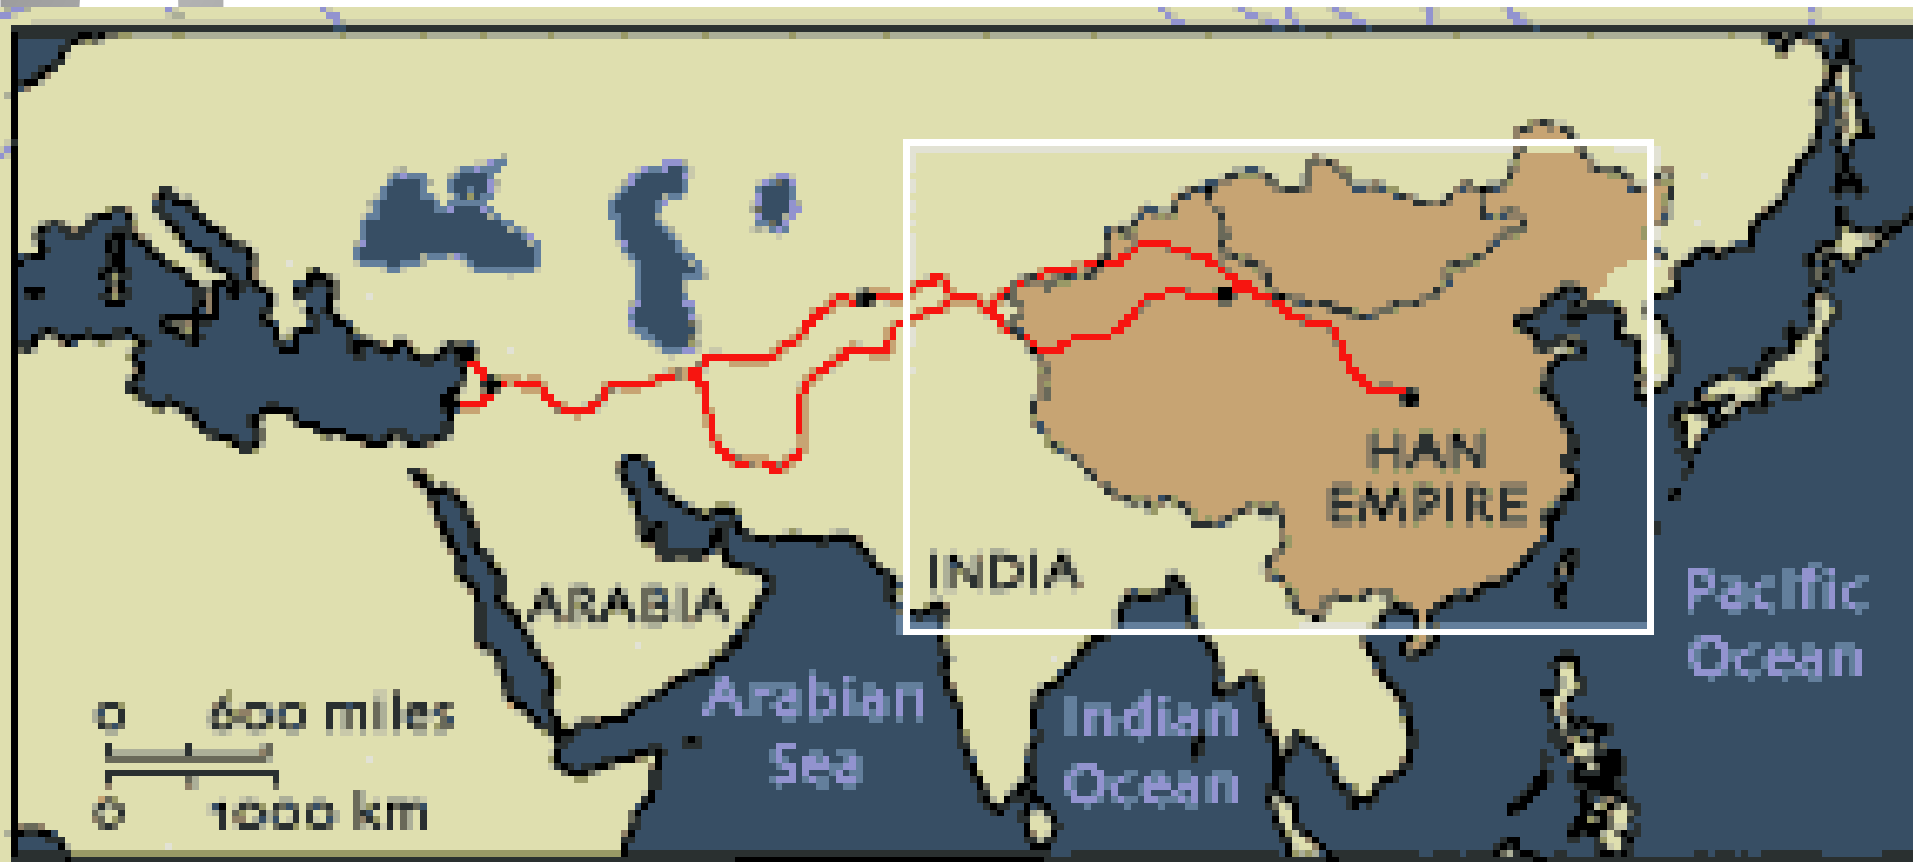 HAN
EMPIRE
INDIA
ARABIA
Pacific
Ocean
Arabian
Sea
Indian
Ocean
0 600 miles
0 1000 km